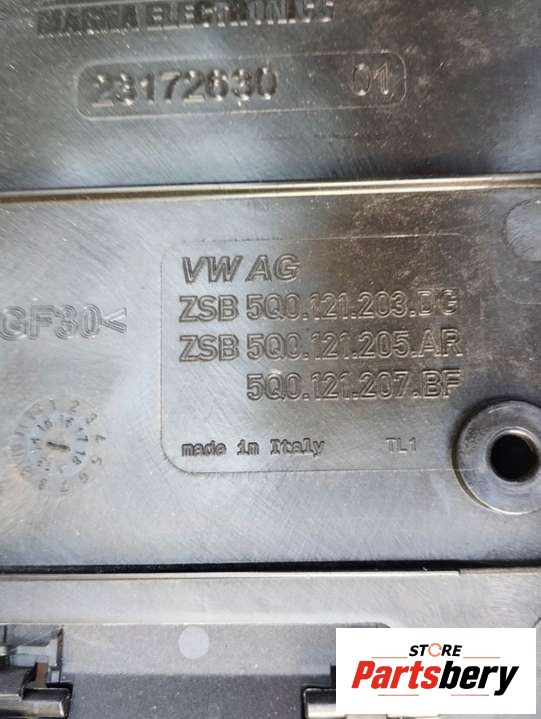 MAGNA ELECTRONICS
23172630 01
VW AG
ZSB 5Q0.121.203.DG
ZSB 5Q0.121.205.AR
5Q0.121.207.BF
GF30<
made in Italy TL1
STORE
Partsbery